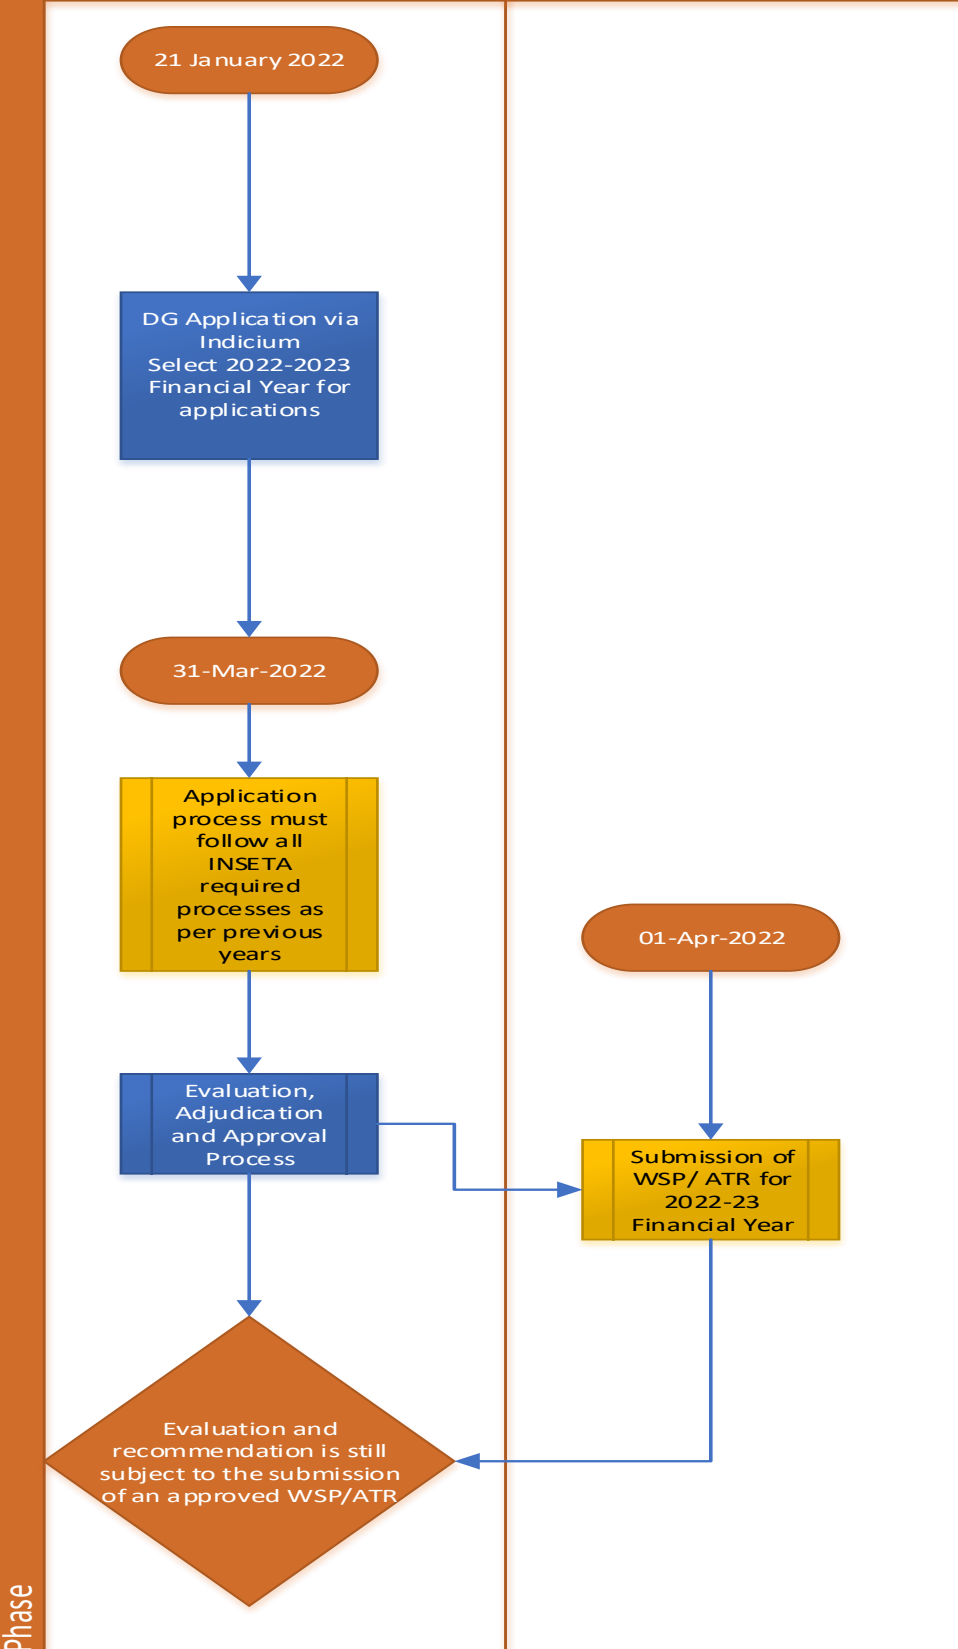 21 January 2022
DG Application via
Indicium
Select 2022-2023
Financial Year for
applications
31-Mar-2022
Application
process must
follow all
INSETA
required
processes as
per previous
years
01-Apr-2022
Evaluation,
Adjudication
and Approval
Process
Submission of
WSP/ ATR for
2022-23
Financial Year
Evaluation and
recommendation is still
subject to the submission
of an approved WSP/ATR
Phase